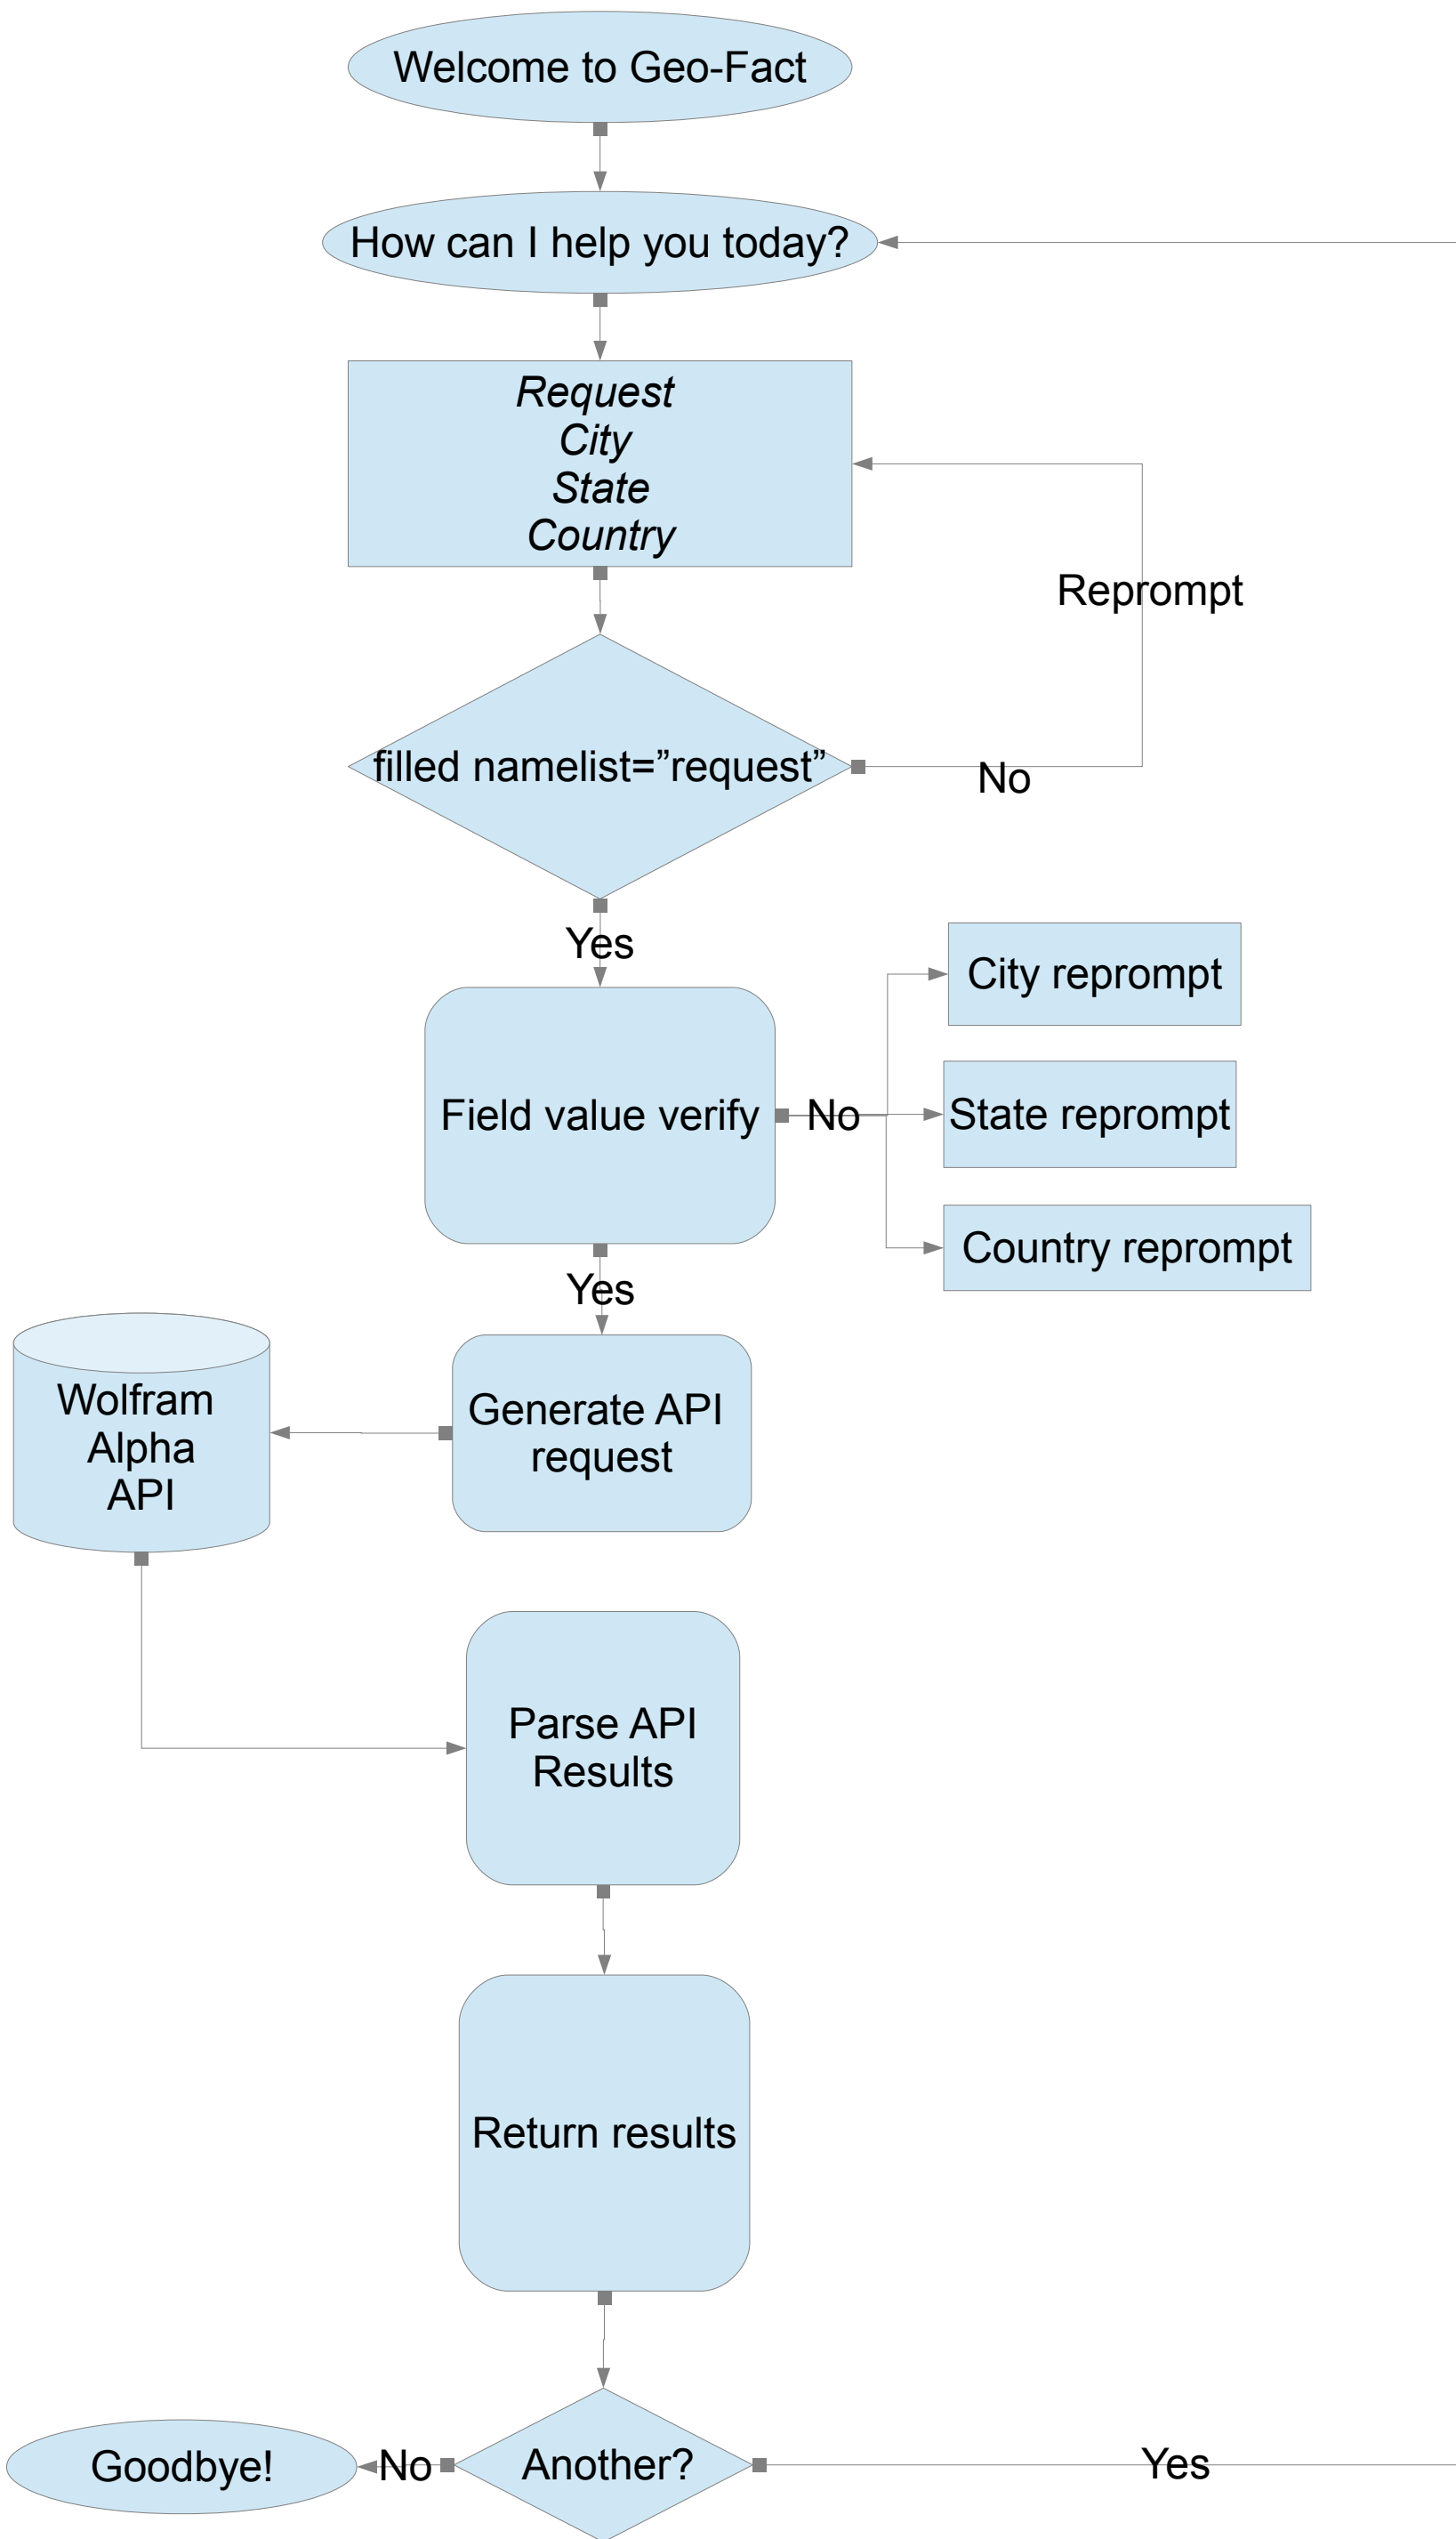 Welcome to Geo-Fact
How can I help you today?
Request
City
State
Country
Reprompt
filled namelist=”request”
No
Yes
City reprompt
Field value verify
No
State reprompt
Country reprompt
Yes
Wolfram
Alpha
API
Generate API
request
Parse API
Results
Return results
Goodbye!
No
Another?
Yes